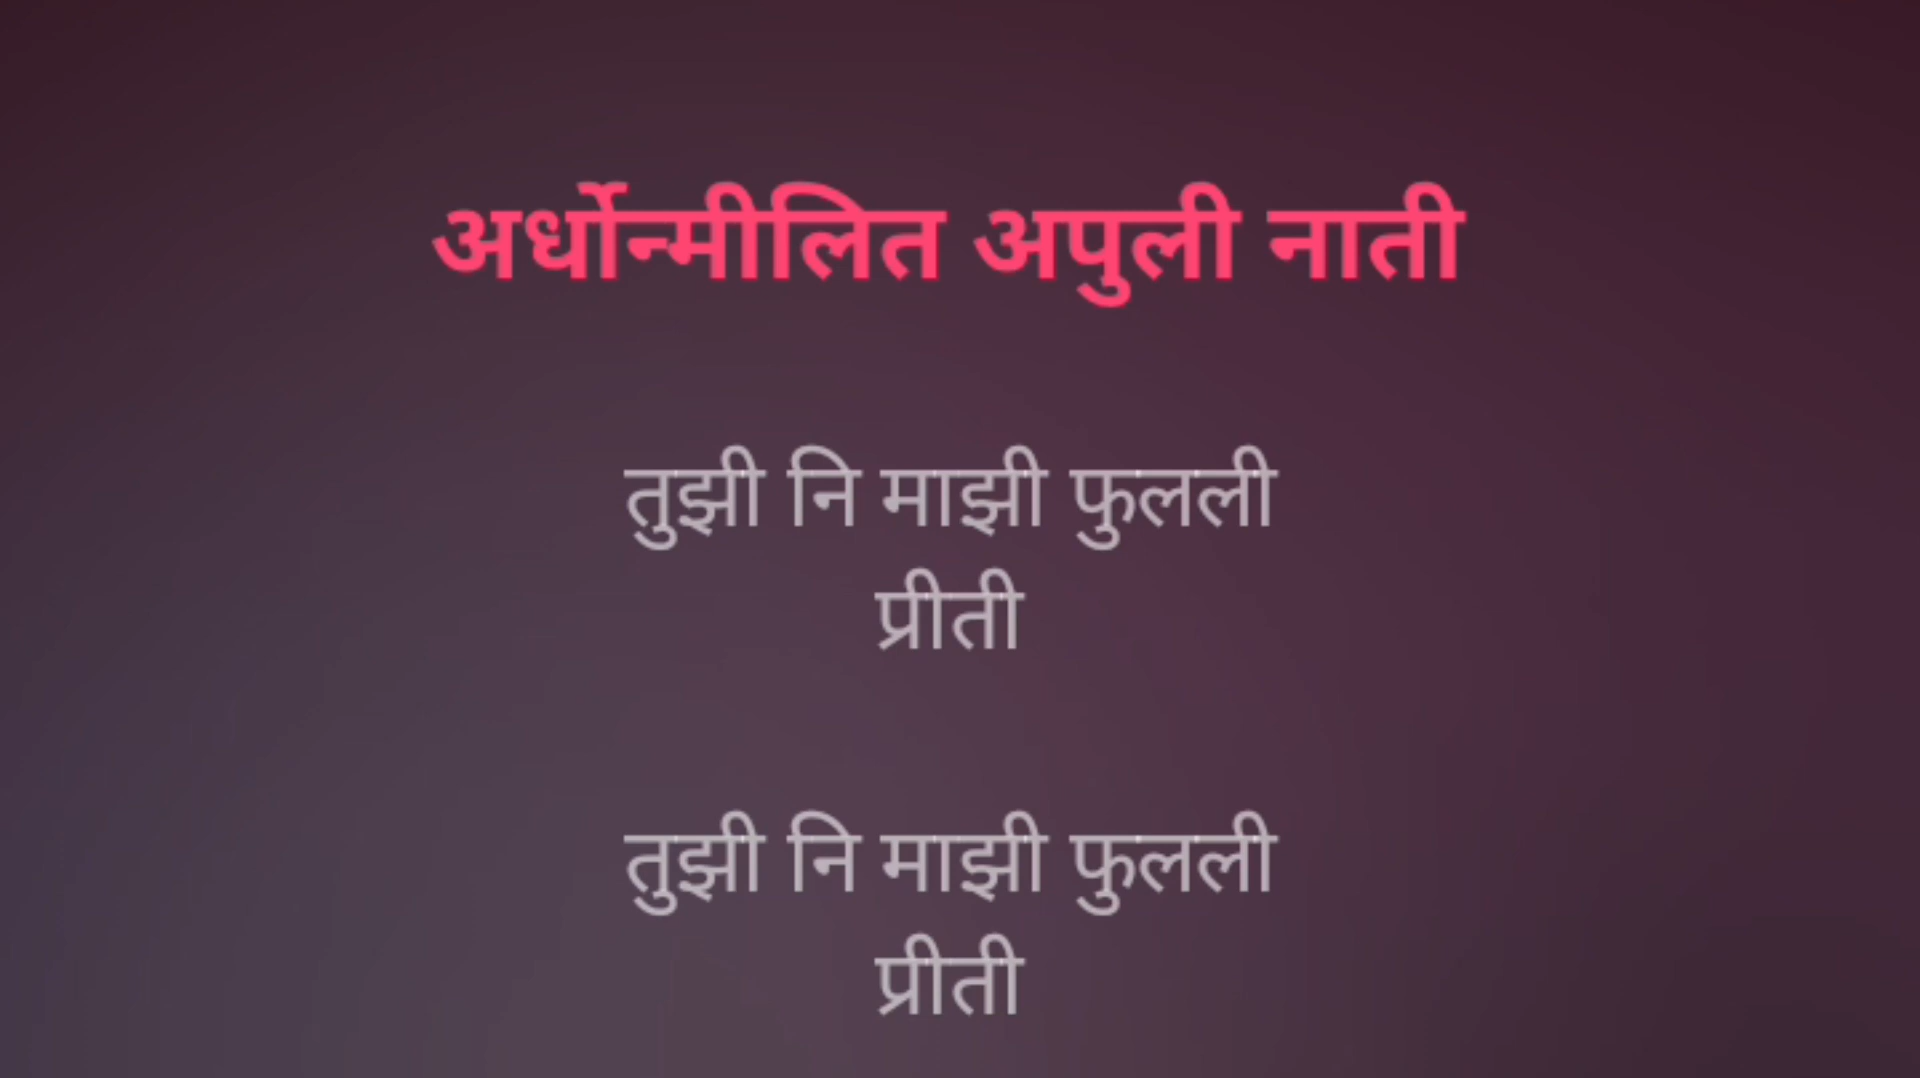 अर्धोन्मीलित अपुली नाती
तुझी नि माझी फुलली
प्रीती
तुझी नि माझी फुलली
प्रीती